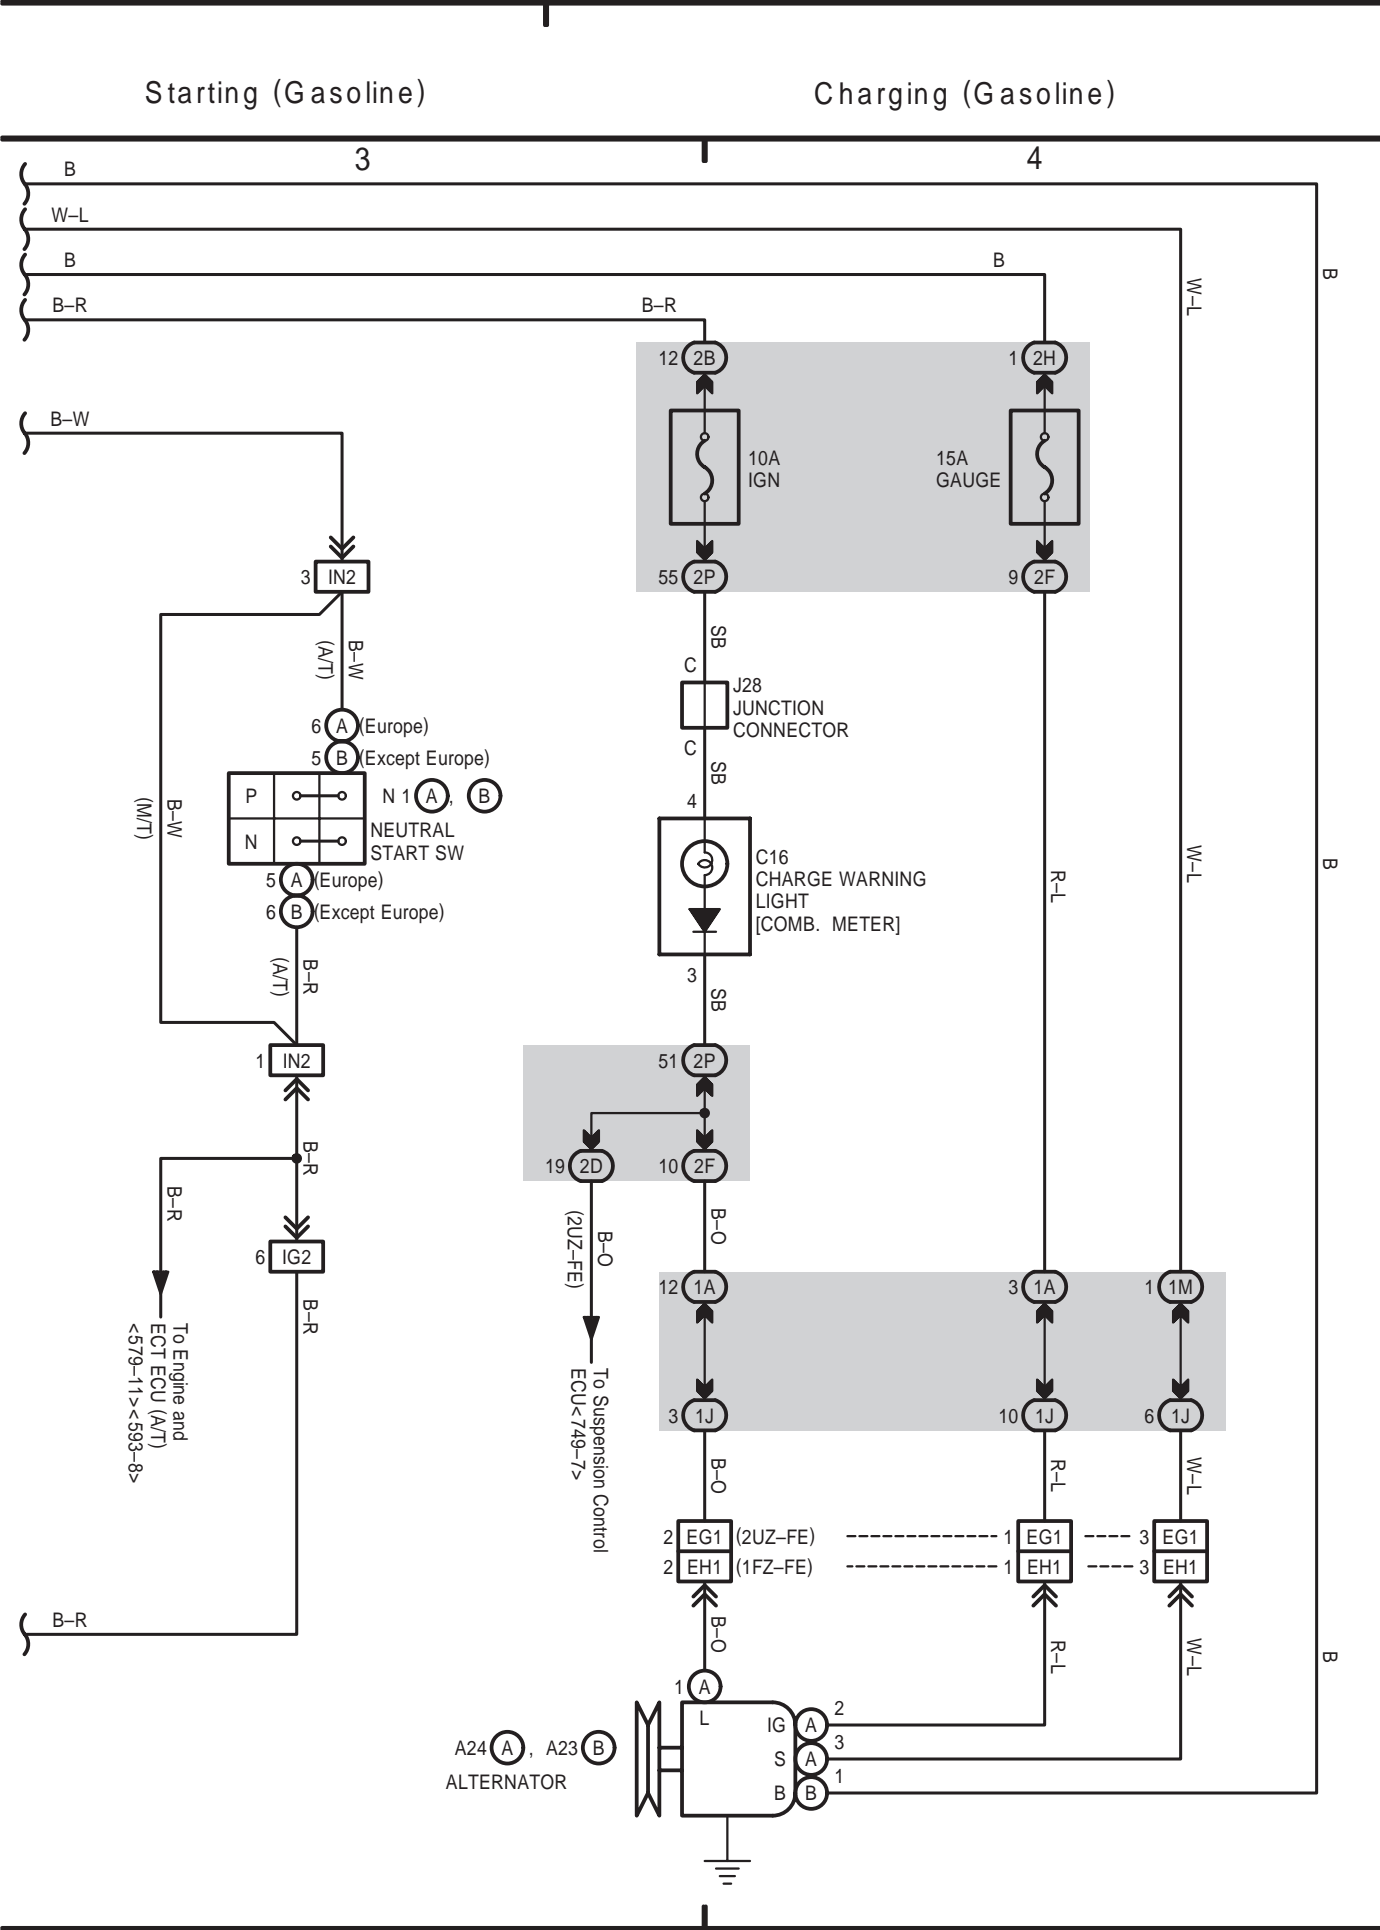 Starting (Gasoline)
Charging (Gasoline)
3
4
B
W–L
B
B
B–R
B–R
B
W–L
12 2B
1 2H
B–W
10A
IGN
15A
GAUGE
3 IN2
55 2P
9 2F
B–W
(A/T)
SB
C
J28
JUNCTION
CONNECTOR
C
SB
6 A (Europe)
5 B (Except Europe)
P
N
N 1 A, B
NEUTRAL
START SW
B–W
(M/T)
4
C16
CHARGE WARNING
LIGHT
[COMB. METER]
3
SB
R–L
W–L
B
5 A (Europe)
6 B (Except Europe)
B–R
(A/T)
1 IN2
51 2P
B–R
19 2D
10 2F
B–R
B–O
(2UZ–FE)
B–O
6 IG2
B–R
12 1A
3 1A
1 1M
To Engine and
ECT ECU (A/T)
<579–11><593–8>
To Suspension Control
ECU<749–7>
3 1J
10 1J
6 1J
B–O
R–L
W–L
2 EG1 (2UZ–FE) 1 EG1 3 EG1
2 EH1 (1FZ–FE) 1 EH1 3 EH1
B–R
B–O
R–L
W–L
B
1 A
L
IG A 2
S A 3
B B 1
A24 A, A23 B
ALTERNATOR